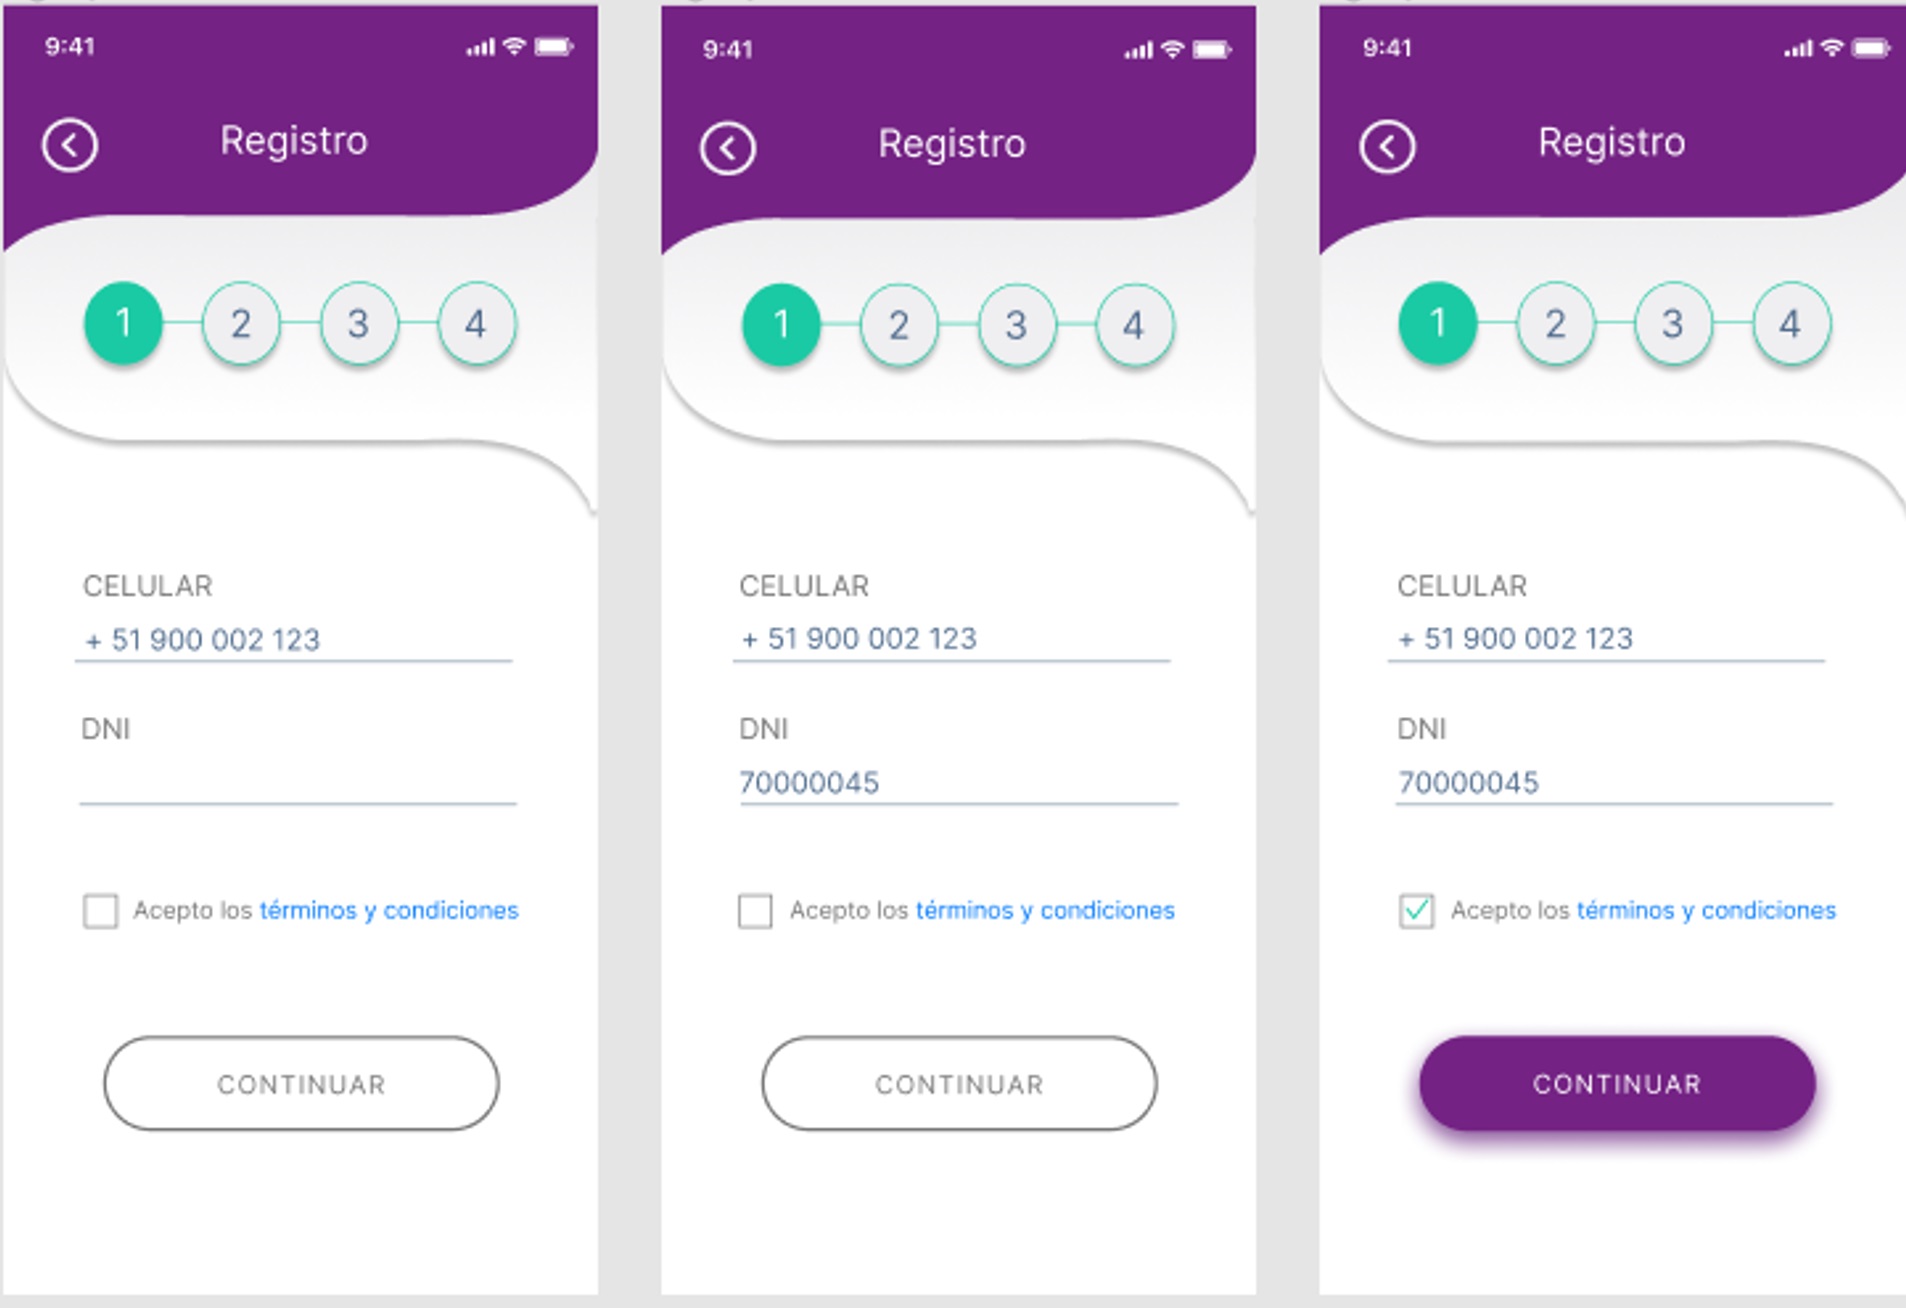 9:41
Registro
1 2 3 4
CELULAR
+ 51 900 002 123
DNI
Acepto los términos y condiciones
CONTINUAR
9:41
Registro
1 2 3 4
CELULAR
+ 51 900 002 123
DNI
70000045
Acepto los términos y condiciones
CONTINUAR
9:41
Registro
1 2 3 4
CELULAR
+ 51 900 002 123
DNI
70000045
Acepto los términos y condiciones
CONTINUAR